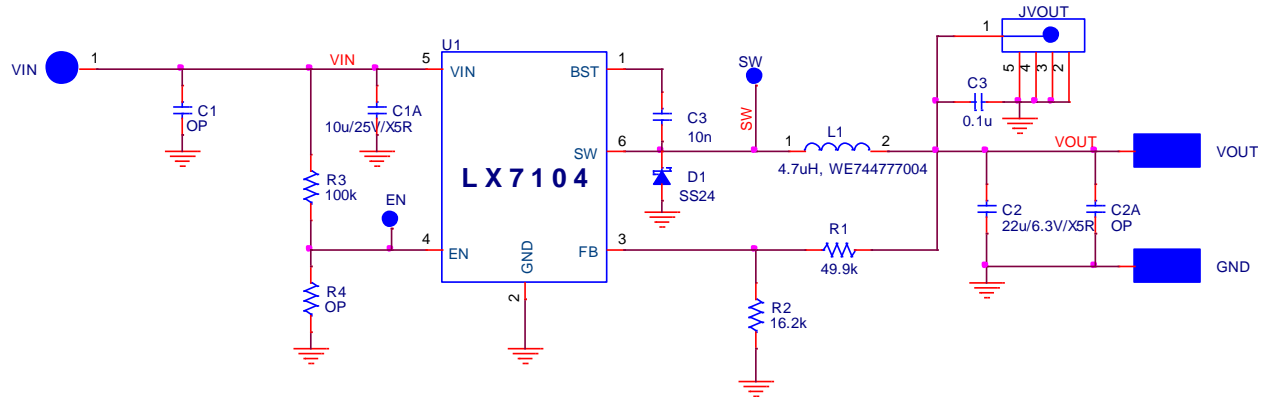 JVOUT
1
5
4
3
2
C3
0.1u
VIN
1
VIN
5
U1
VIN
BST
1
SW
SW
C1
OP
C1A
10u/25V/X5R
C3
10n
SW
6
1
L1
2
4.7uH, WE744777004
VOUT
VOUT
LX7104
D1
SS24
R3
100k
EN
4
EN
GND
2
FB
3
R1
49.9k
C2
22u/6.3V/X5R
C2A
OP
GND
R4
OP
R2
16.2k